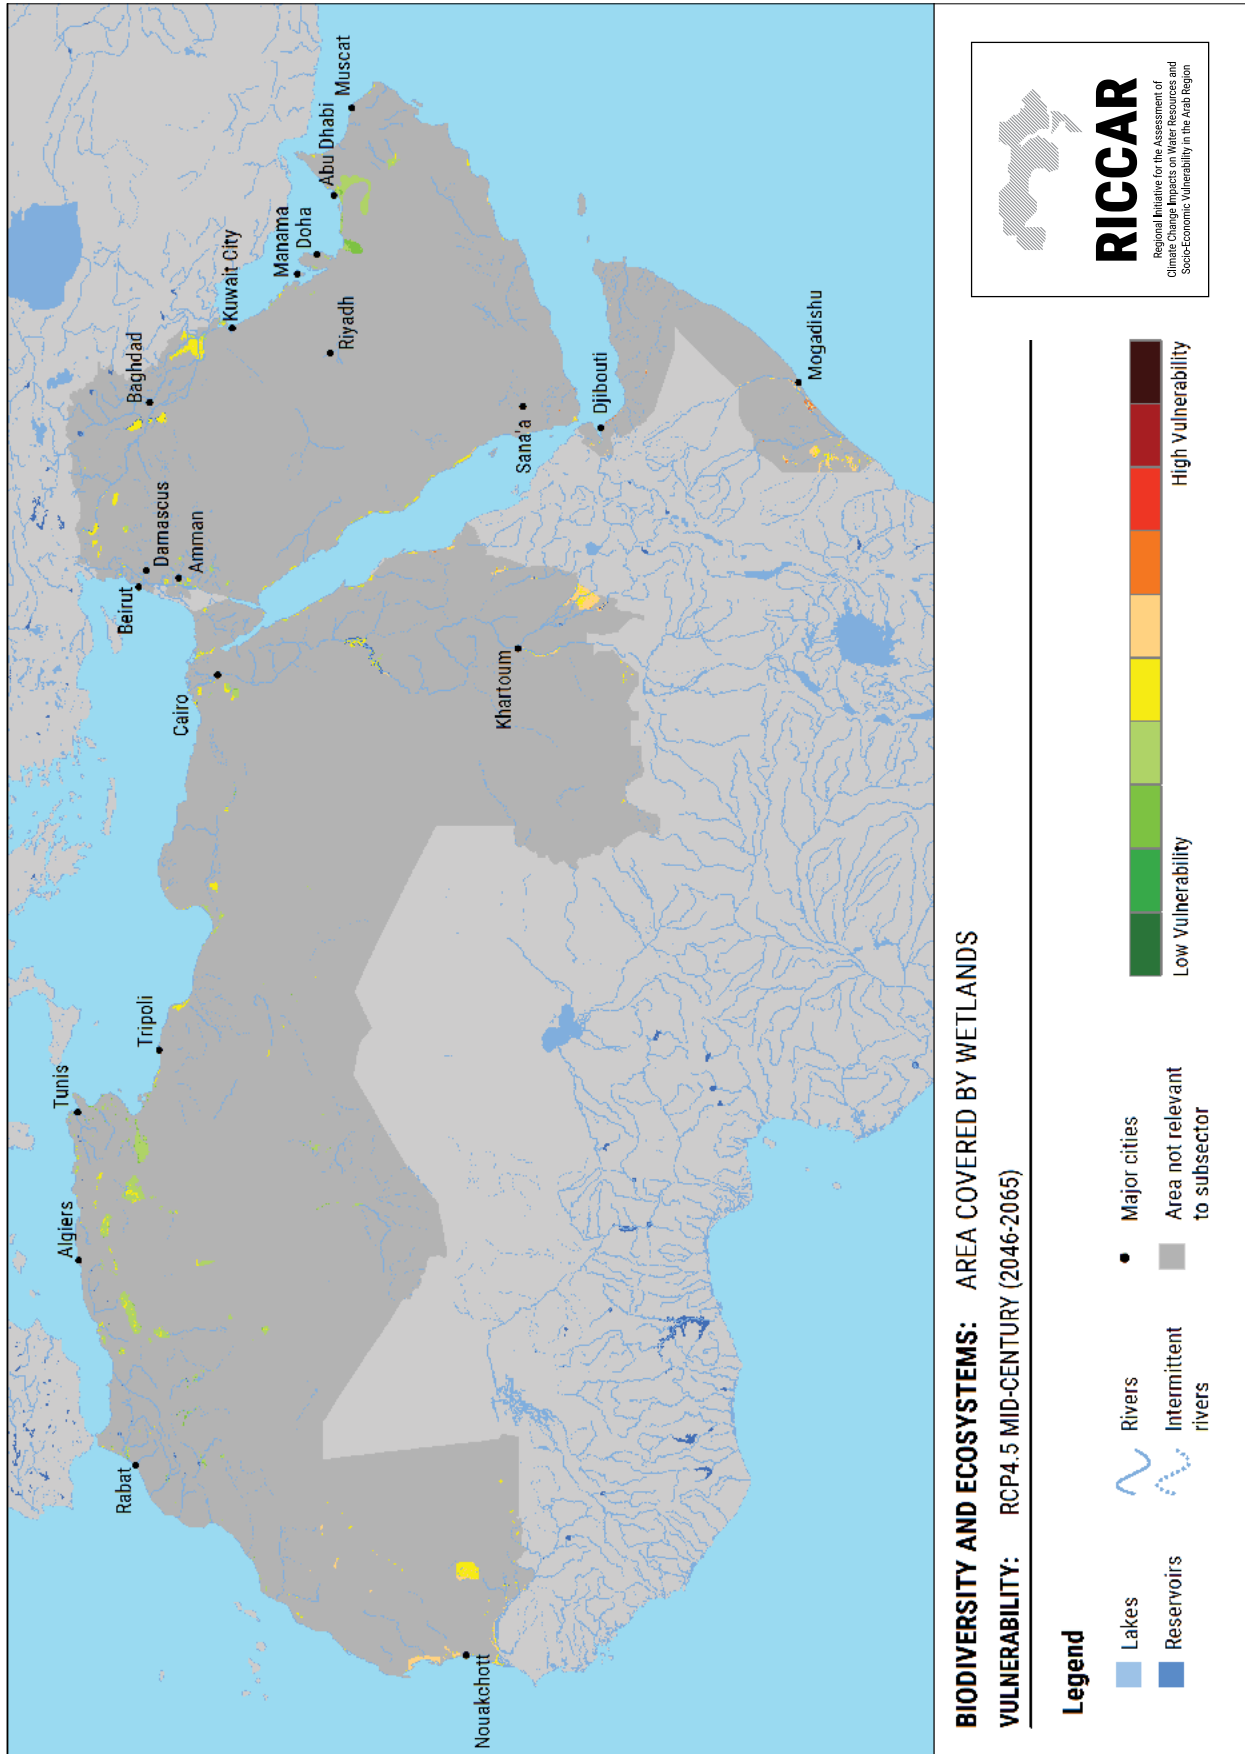 Rabat
Algiers
Tunis
Tripoli
Cairo
Beirut
Damascus
Amman
Baghdad
Kuwait City
Manama
Doha
Abu Dhabi
Muscat
Riyadh
Sana'a
Djibouti
Khartoum
Mogadishu
Nouakchott
BIODIVERSITY AND ECOSYSTEMS: AREA COVERED BY WETLANDS
VULNERABILITY: RCP4.5 MID-CENTURY (2046-2065)
Legend
Lakes
Reservoirs
Rivers
Intermittent
rivers
Major cities
Area not relevant
to subsector
Low Vulnerability
High Vulnerability
RICCAR
Regional Initiative for the Assessment of
Climate Change Impacts on Water Resources and
Socio-Economic Vulnerability in the Arab Region